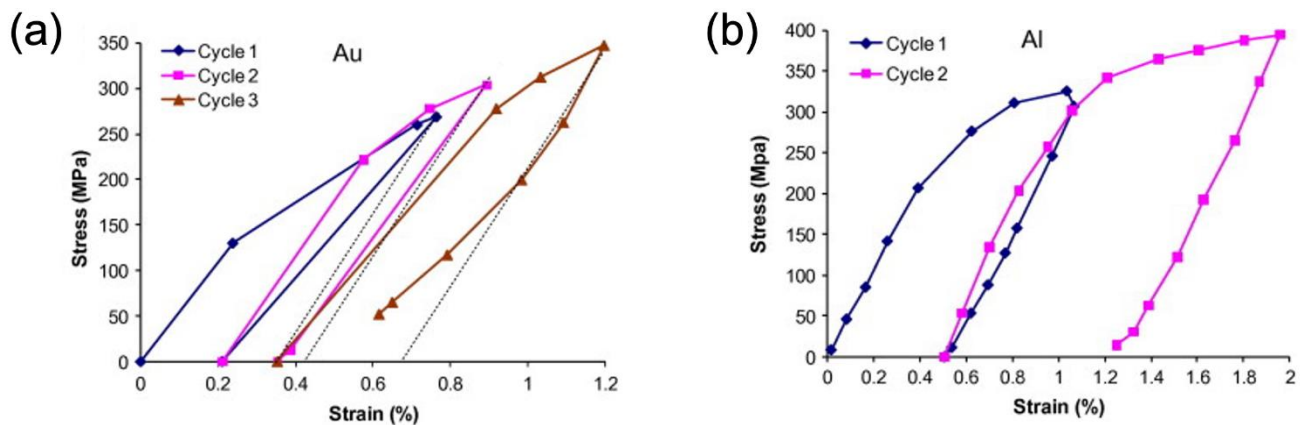 (a)
Au
Cycle 1
Cycle 2
Cycle 3
Stress (MPa)
350
300
250
200
150
100
50
0
0 0.2 0.4 0.6 0.8 1 1.2
Strain (%)
(b)
Al
Cycle 1
Cycle 2
Stress (Mpa)
400
350
300
250
200
150
100
50
0
0 0.2 0.4 0.6 0.8 1 1.2 1.4 1.6 1.8 2
Strain (%)